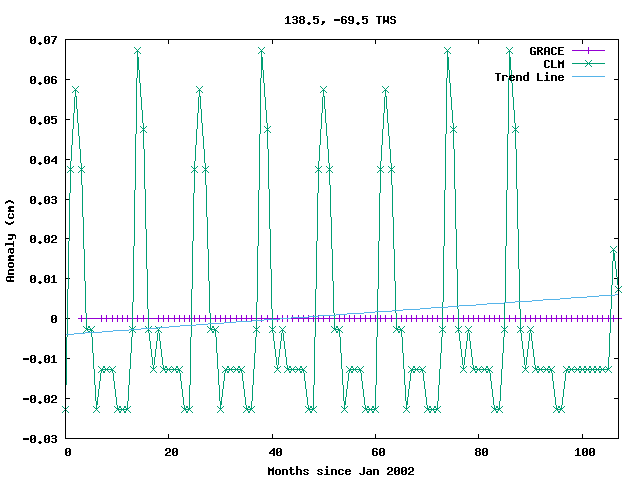 138.5, -69.5 TWS
GRACE
CLM
Trend Line
0.07
0.06
0.05
0.04
0.03
0.02
0.01
0
-0.01
-0.02
-0.03
Anomaly (cm)
0 20 40 60 80 100
Months since Jan 2002